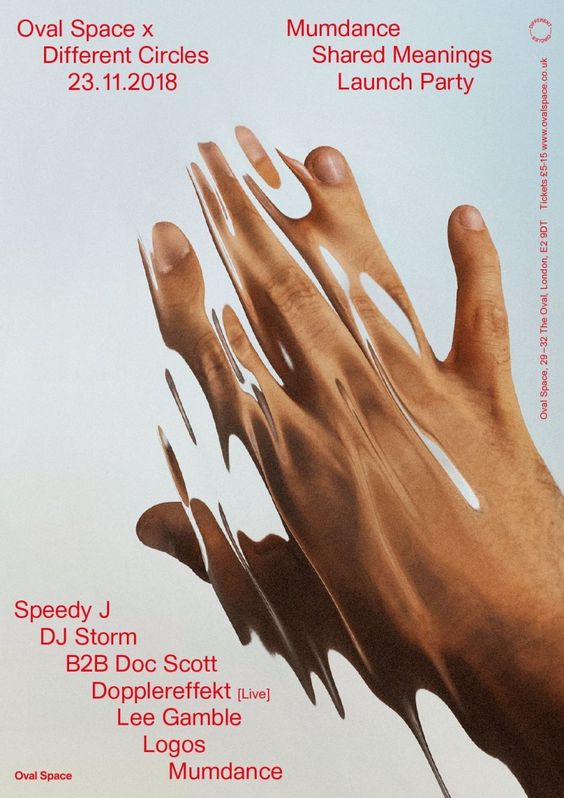 Oval Space x
Different Circles
23.11.2018
Mumdance
Shared Meanings
Launch Party
DIFFERENT
CIRCLES
Oval Space, 29–32 The Oval, London, E2 9DT Tickets £5-15 www.ovalspace.co.uk
Speedy J
DJ Storm
B2B Doc Scott
Dopplereffekt [Live]
Lee Gamble
Logos
Mumdance
Oval Space